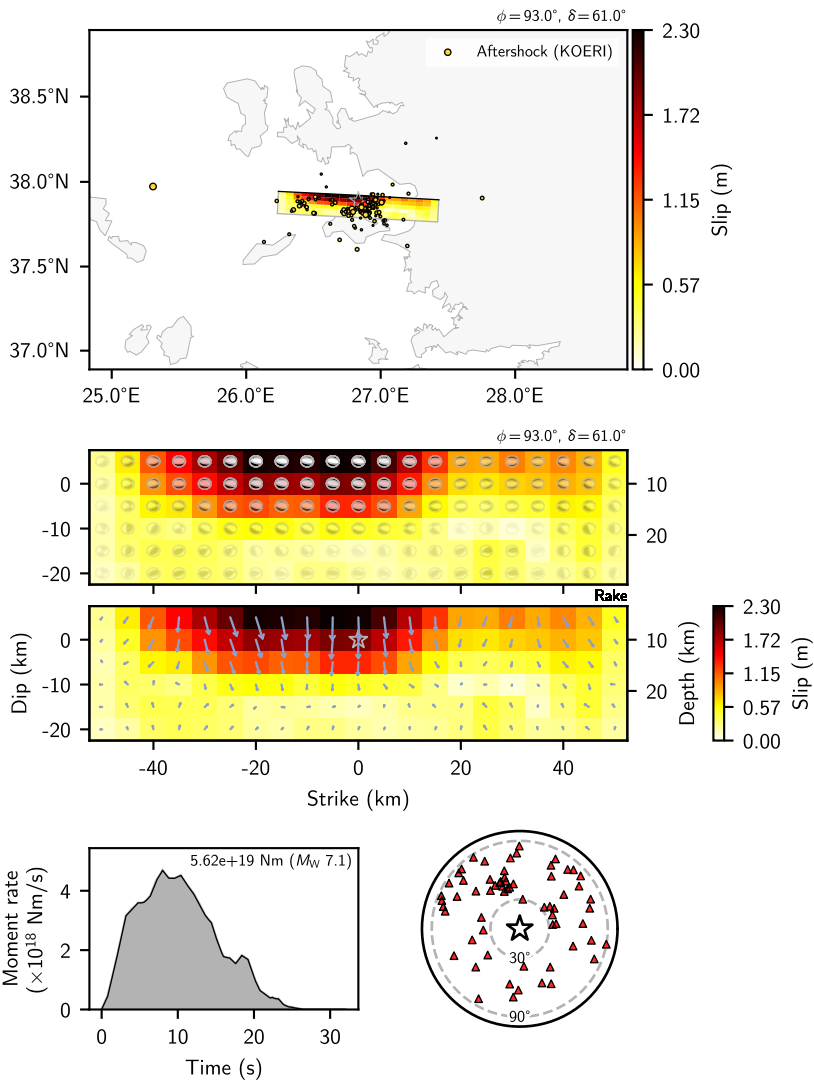 ϕ = 93.0°, δ = 61.0°
Aftershock (KOERI)
38.5°N
38.0°N
37.5°N
37.0°N
25.0°E 26.0°E 27.0°E 28.0°E
2.30
1.72
1.15
0.57
0.00
Slip (m)
ϕ = 93.0°, δ = 61.0°
0
-10
-20
10
20
Rake
0
-10
-20
Dip (km)
10
20
Depth (km)
-40 -20 0 20 40
Strike (km)
2.30
1.72
1.15
0.57
0.00
Slip (m)
5.62e+19 Nm (M_W 7.1)
4
2
0
Moment rate
(×10¹⁸ Nm/s)
0 10 20 30
Time (s)
30°
90°